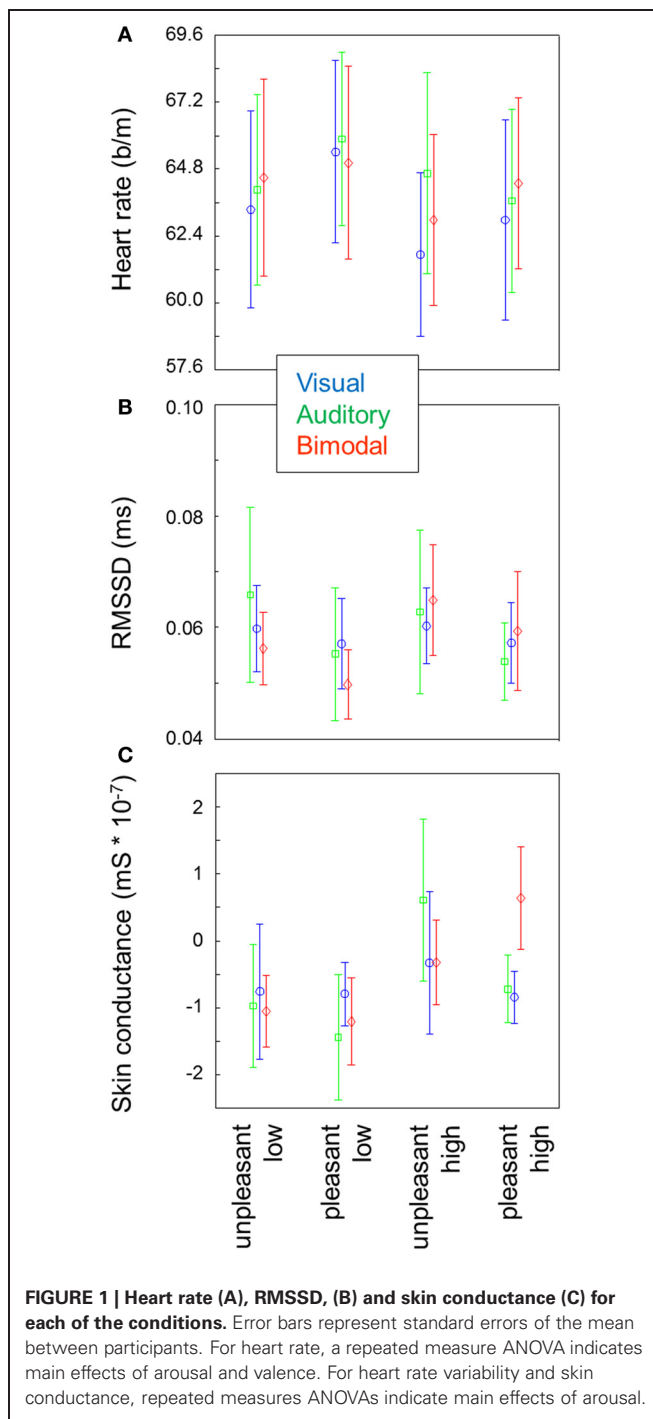 A
69.6
67.2
64.8
62.4
60.0
57.6
Heart rate (b/m)
Visual
Auditory
Bimodal
B
0.10
0.08
0.06
0.04
RMSSD (ms)
C
2
1
0
-1
-2
Skin conductance (mS * 10-7)
unpleasant
low
pleasant
low
unpleasant
high
pleasant
high
FIGURE 1 | Heart rate (A), RMSSD, (B) and skin conductance (C) for
each of the conditions. Error bars represent standard errors of the mean
between participants. For heart rate, a repeated measure ANOVA indicates
main effects of arousal and valence. For heart rate variability and skin
conductance, repeated measures ANOVAs indicate main effects of arousal.